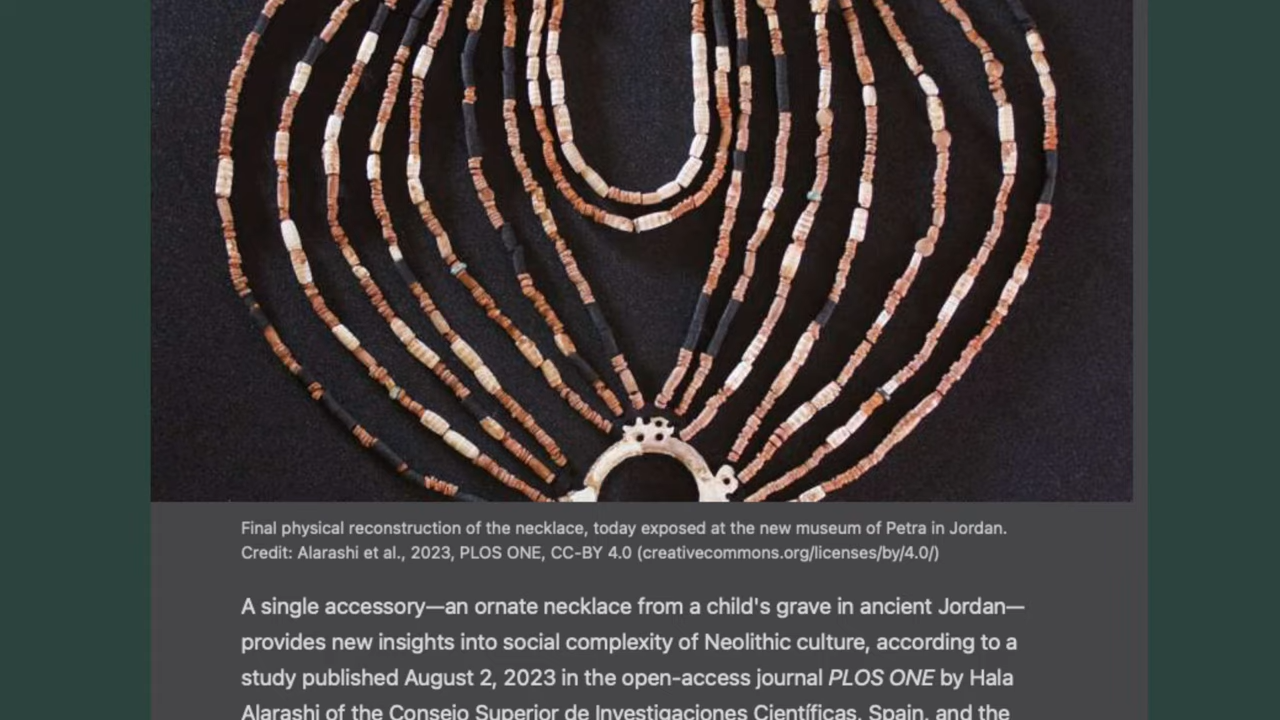 Final physical reconstruction of the necklace, today exposed at the new museum of Petra in Jordan.
Credit: Alarashi et al., 2023, PLOS ONE, CC-BY 4.0 (creativecommons.org/licenses/by/4.0/)
A single accessory—an ornate necklace from a child's grave in ancient Jordan—
provides new insights into social complexity of Neolithic culture, according to a
study published August 2, 2023 in the open-access journal PLOS ONE by Hala
Alarashi of the Consejo Superior de Investigaciones Científicas, Spain, and the